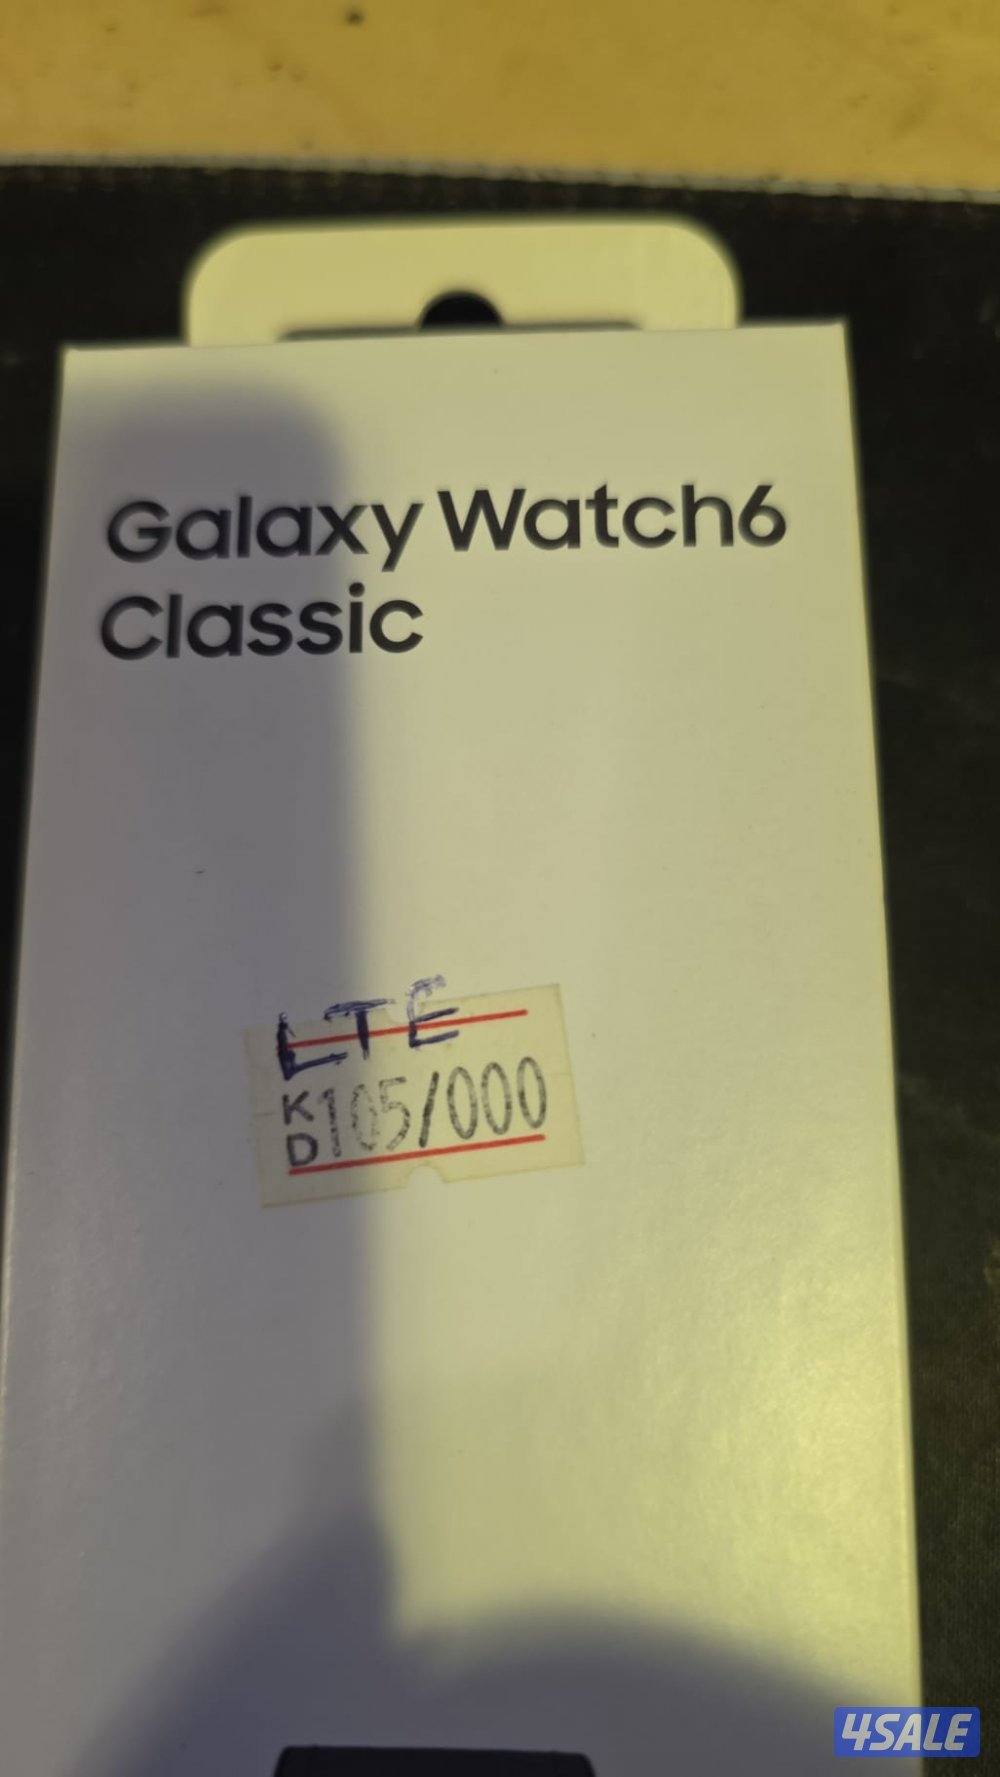 Galaxy Watch6
Classic
LTE
KD 105/000
4SALE